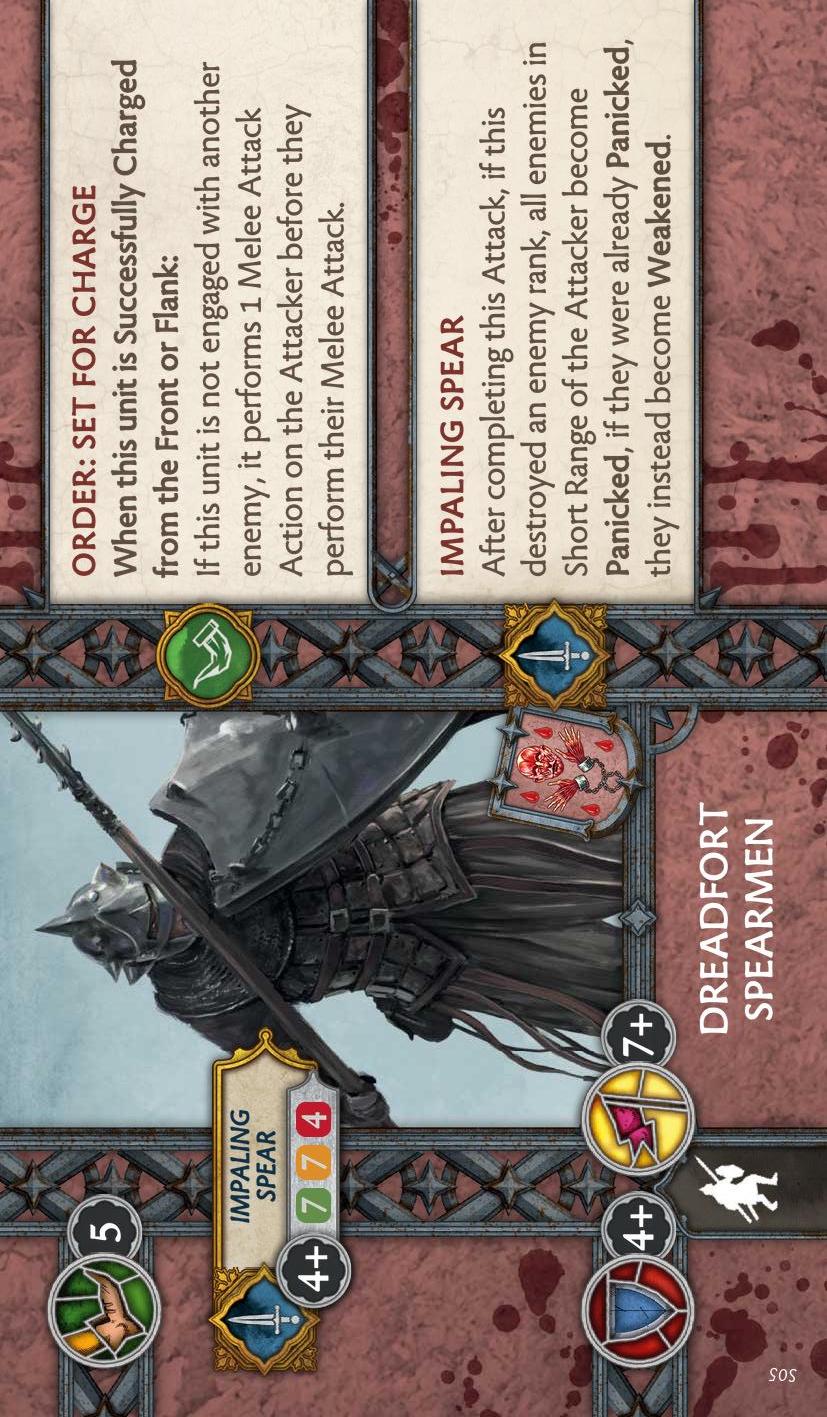 5
IMPALING
SPEAR
4+
7 7 4
4+
7+
DREADFORT
SPEARMEN
ORDER: SET FOR CHARGE
When this unit is Successfully Charged
from the Front or Flank:
If this unit is not engaged with another
enemy, it performs 1 Melee Attack
Action on the Attacker before they
perform their Melee Attack.
IMPALING SPEAR
After completing this Attack, if this
destroyed an enemy rank, all enemies in
Short Range of the Attacker become
Panicked, if they were already Panicked,
they instead become Weakened.
S05